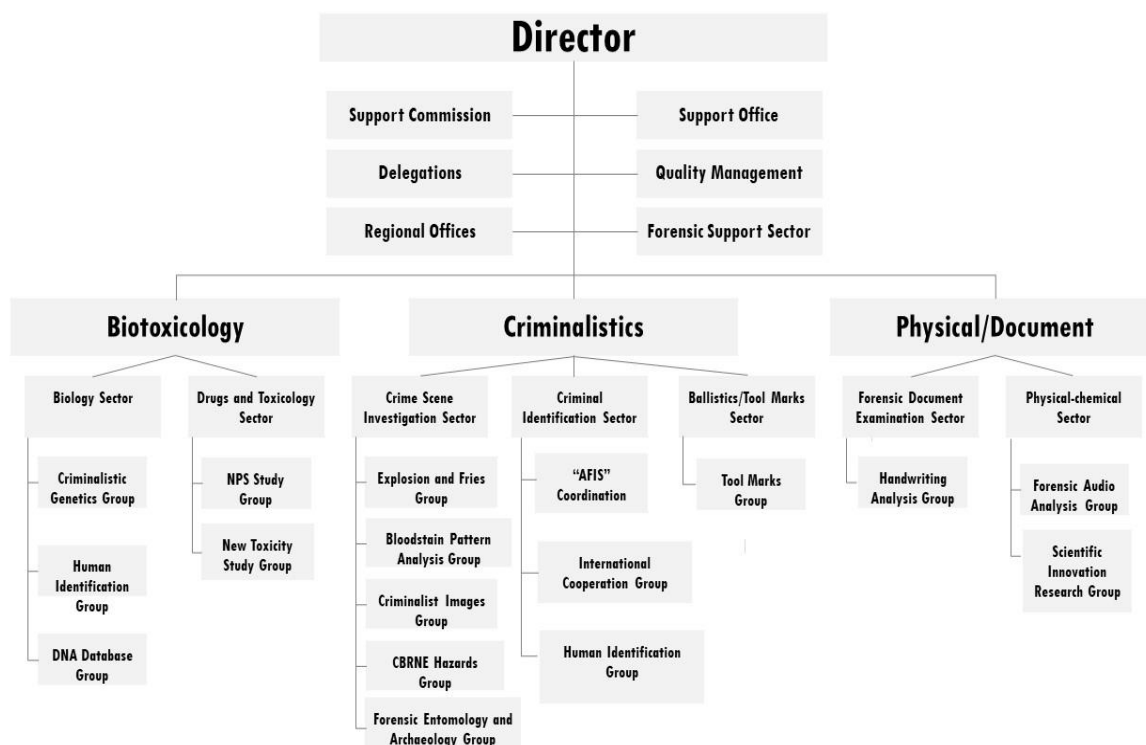 Director
Support Commission
Support Office
Delegations
Quality Management
Regional Offices
Forensic Support Sector
Biotoxicology
Criminalistics
Physical/Document
Biology Sector
Drugs and Toxicology
Sector
Crime Scene
Investigation Sector
Criminal
Identification Sector
Ballistics/Tool Marks
Sector
Forensic Document
Examination Sector
Physical-chemical
Sector
Criminalistic
Genetics Group
Human
Identification
Group
DNA Database
Group
NPS Study
Group
New Toxicity
Study Group
Explosion and Fries
Group
Bloodstain Pattern
Analysis Group
Criminalist Images
Group
CBRNE Hazards
Group
Forensic Entomology and
Archaeology Group
“AFIS”
Coordination
International
Cooperation Group
Human Identification
Group
Tool Marks
Group
Handwriting
Analysis Group
Forensic Audio
Analysis Group
Scientific
Innovation
Research Group